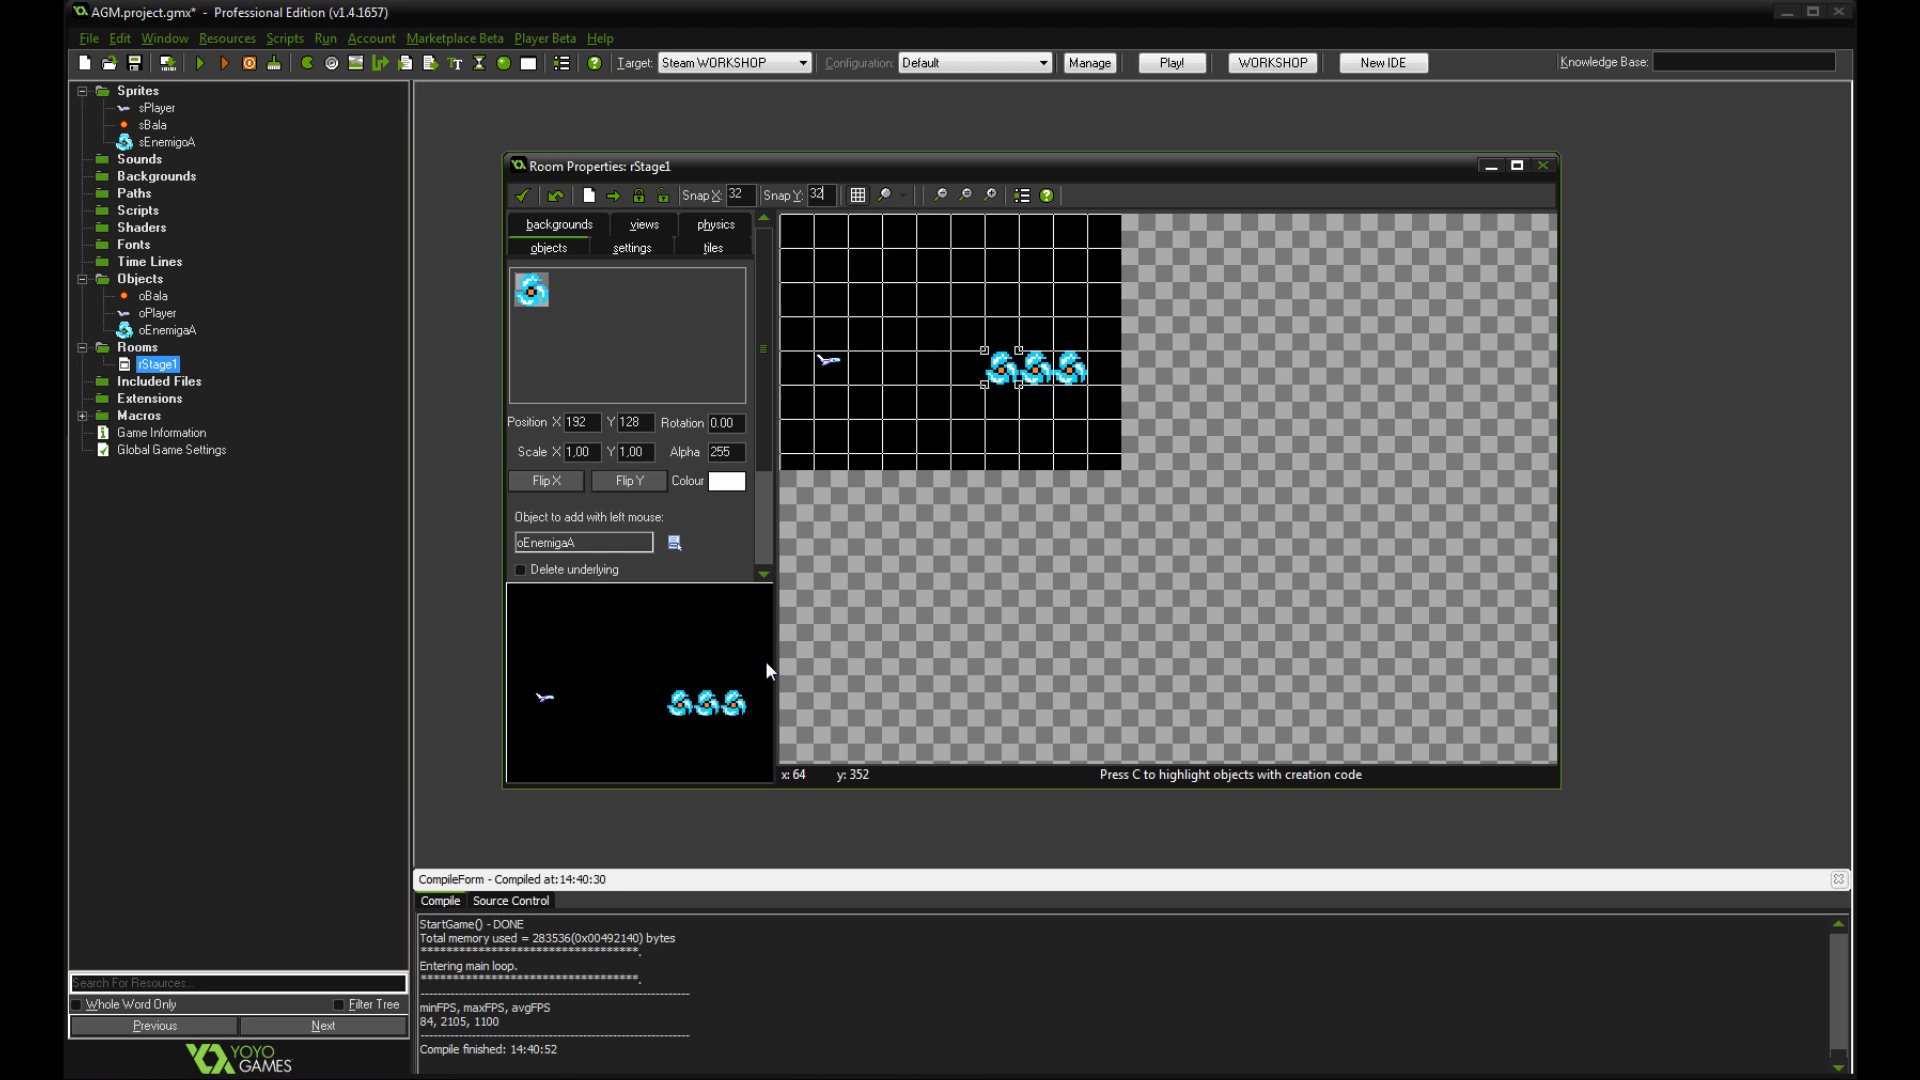 AGM.project.gmx* - Professional Edition (v1.4.1657)
File Edit Window Resources Scripts Run Account Marketplace Beta Player Beta Help
Target: Steam WORKSHOP Configuration: Default Manage Play! WORKSHOP New IDE Knowledge Base:
Sprites
sPlayer
sBala
sEnemigoA
Sounds
Backgrounds
Paths
Scripts
Shaders
Fonts
Time Lines
Objects
oBala
oPlayer
oEnemigaA
Rooms
rStage1
Included Files
Extensions
Macros
Game Information
Global Game Settings
Search For Resources...
Whole Word Only Filter Tree
Previous Next
YOYO
GAMES
Room Properties: rStage1
Snap X: 32 Snap Y: 32
backgrounds views physics
objects settings tiles
Position X 192 Y 128 Rotation 0.00
Scale X 1,00 Y 1,00 Alpha 255
Flip X Flip Y Colour
Object to add with left mouse:
oEnemigaA
Delete underlying
x: 64 y: 352 Press C to highlight objects with creation code
CompileForm - Compiled at:14:40:30
Compile Source Control
StartGame() - DONE
Total memory used = 283536(0x00492140) bytes
***********************************.
Entering main loop.
***********************************.
----------------------------------------------------------------
minFPS, maxFPS, avgFPS
84, 2105, 1100
----------------------------------------------------------------
Compile finished: 14:40:52